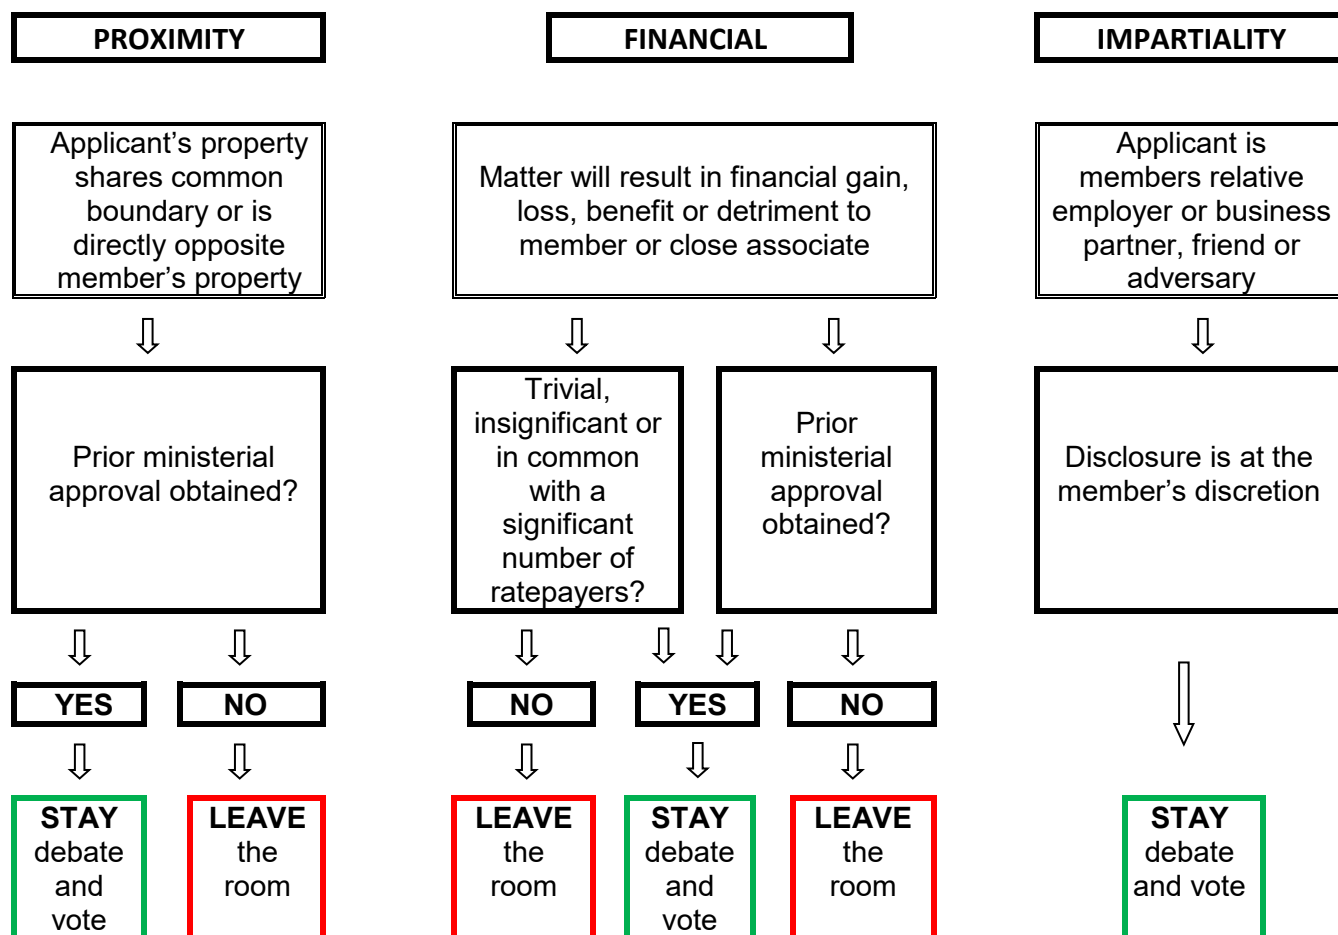 PROXIMITY
FINANCIAL
IMPARTIALITY
Applicant’s property
shares common
boundary or is
directly opposite
member’s property
Matter will result in financial gain,
loss, benefit or detriment to
member or close associate
Applicant is
members relative
employer or business
partner, friend or
adversary
Prior ministerial
approval obtained?
Trivial,
insignificant or
in common
with a
significant
number of
ratepayers?
Prior
ministerial
approval
obtained?
Disclosure is at the
member’s discretion
YES
NO
NO
YES
NO
STAY
debate
and
vote
LEAVE
the
room
LEAVE
the
room
STAY
debate
and
vote
LEAVE
the
room
STAY
debate
and vote